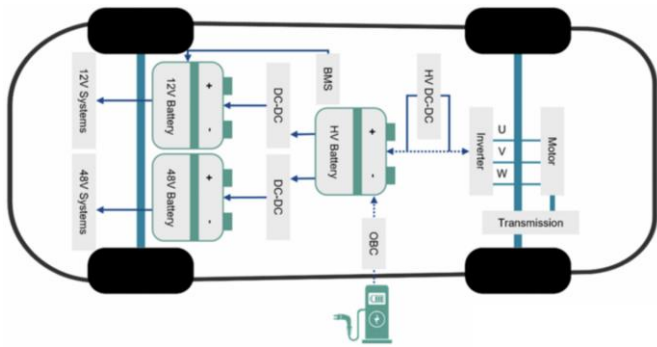 12V Systems
48V Systems
12V Battery
+
-
48V Battery
+
-
DC-DC
DC-DC
BMS
HV Battery
+
-
HV DC-DC
OBC
Inverter
U
V
W
Motor
Transmission